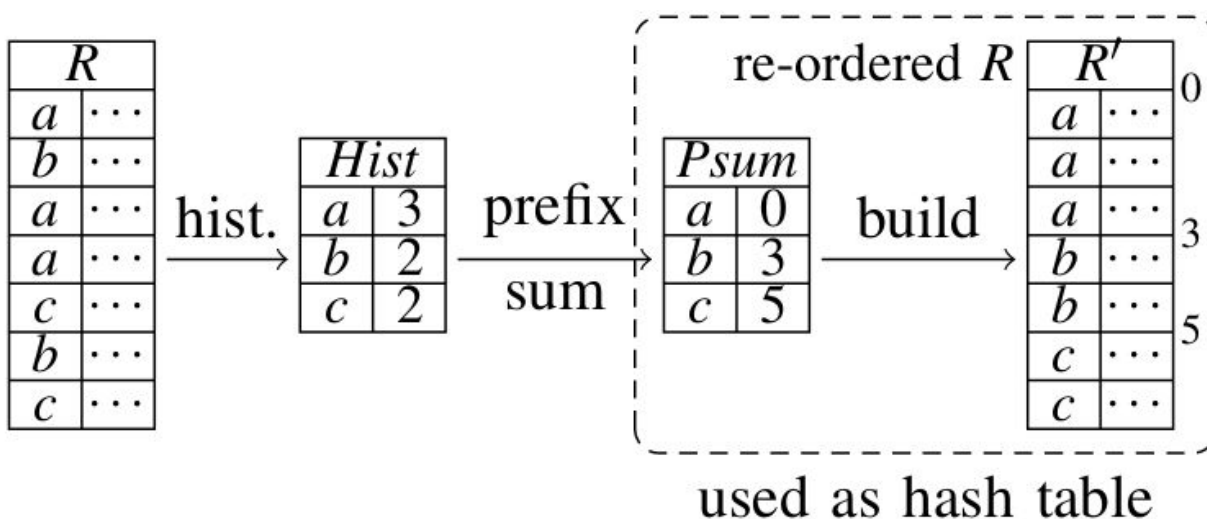 R
a ···
b ···
a ···
a ···
c ···
b ···
c ···
hist.
Hist
a 3
b 2
c 2
prefix
sum
Psum
a 0
b 3
c 5
build
re-ordered R
R′
a ···
a ···
a ···
b ···
b ···
c ···
c ···
0
3
5
used as hash table